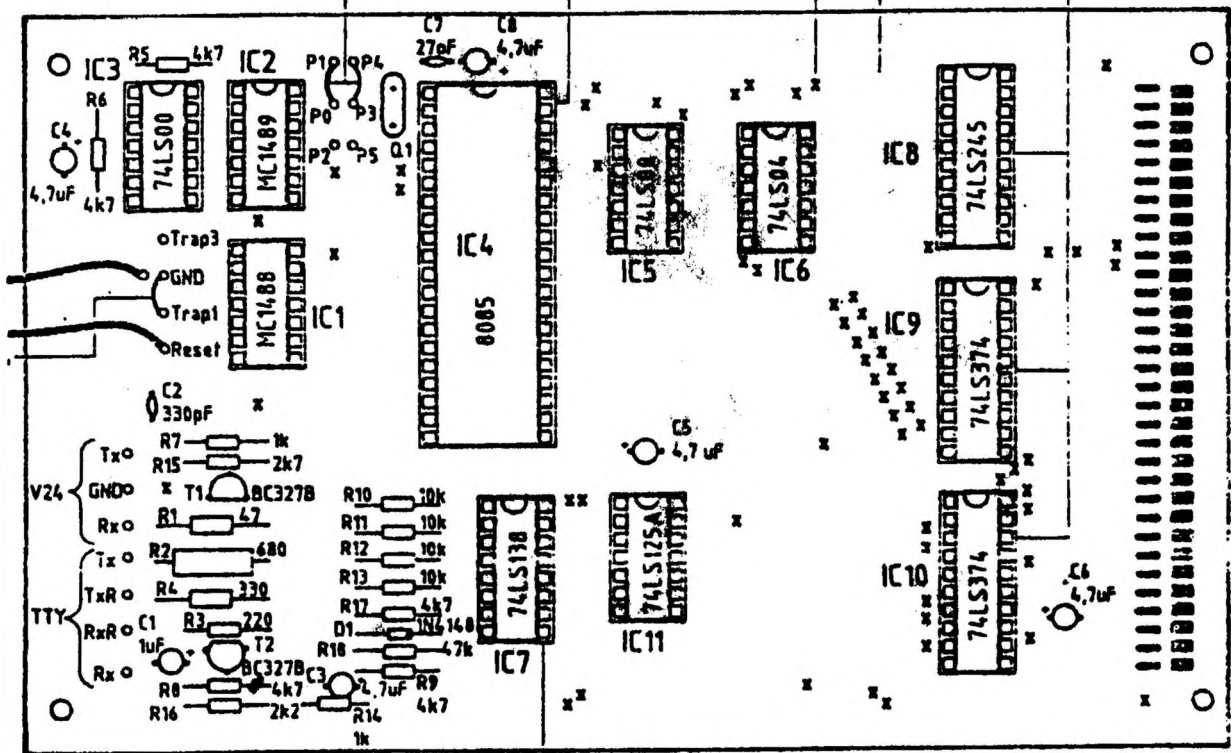 C7 C8
27pF 4,7uF
+
R5 4k7
IC3 IC2
P1 P4
P0 P3
P2 P5
Q1
R6
C4
+
4,7uF
4k7
74LS00
MC1489
IC4
8085
74LS04
IC5
IC6
IC8
74LS245
Trap3
GND
Trap1
Reset
MC1488
IC1
IC9
74LS374
C2
330pF
C5
4,7 uF
V24
Tx
GND
Rx
R7 1k
R15 2k7
T1 BC327B
R1 47
TTY
Tx
TxR
RxR
Rx
R2 680
R4 330
R3 220
C1
1uF
+
T2
BC327B
R8 4k7
R16 2k2
R10 10k
R11 10k
R12 10k
R13 10k
R17 4k7
D1 1N4148
R18 47k
R9
4k7
C3
4,7uF
R14
1k
74LS138
IC7
74LS125A
IC11
IC10
74LS374
C6
4,7uF